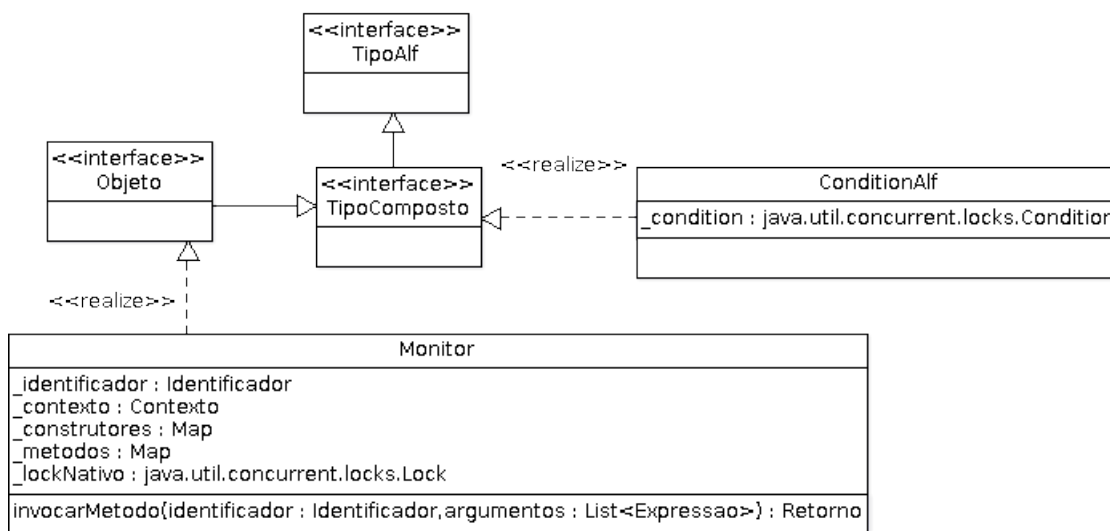 <<interface>>
TipoAlf
<<interface>>
Objeto
<<interface>>
TipoComposto
<<realize>>
ConditionAlf
_condition : java.util.concurrent.locks.Condition
<<realize>>
Monitor
_identificador : Identificador
_contexto : Contexto
_construtores : Map
_metodos : Map
_lockNativo : java.util.concurrent.locks.Lock
invocarMetodo(identificador : Identificador,argumentos : List<Expressao>) : Retorno